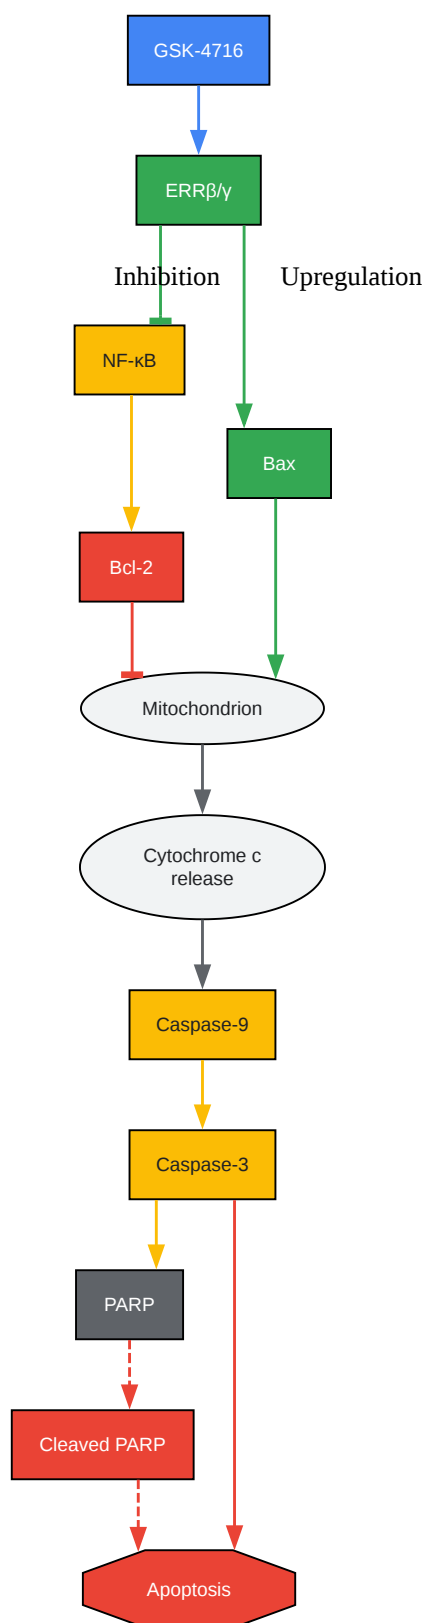 GSK-4716
ERRβ/γ
Inhibition
Upregulation
NF-κB
Bax
Bcl-2
Mitochondrion
Cytochrome c
release
Caspase-9
Caspase-3
PARP
Cleaved PARP
Apoptosis